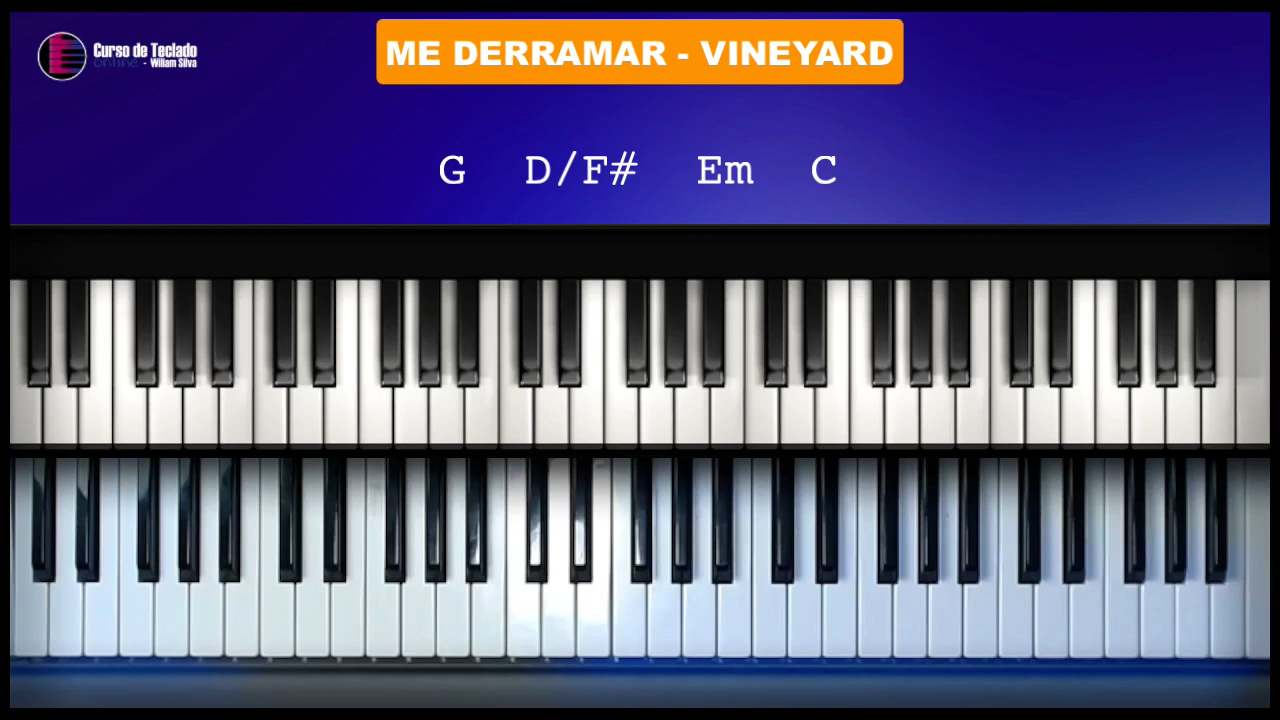 Curso de Teclado
online - Wiliam Silva
ME DERRAMAR - VINEYARD
G D/F# Em C